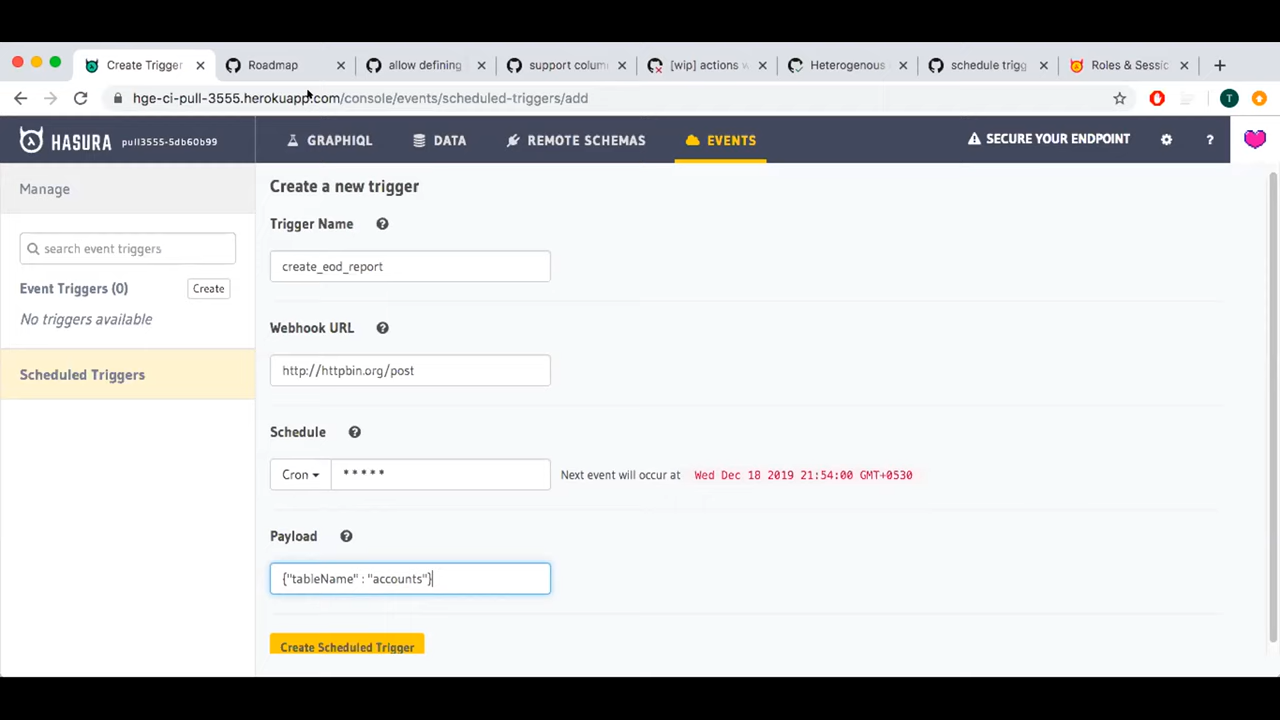 Create Trigger
Roadmap
allow defining
support colum
[wip] actions w
Heterogenous
schedule trigg
Roles & Sessic
hge-ci-pull-3555.herokuapp.com/console/events/scheduled-triggers/add
T
HASURA pull3555-5db60b99
GRAPHIQL
DATA
REMOTE SCHEMAS
EVENTS
SECURE YOUR ENDPOINT
?
Manage
search event triggers
Event Triggers (0)
Create
No triggers available
Scheduled Triggers
Create a new trigger
Trigger Name ?
create_eod_report
Webhook URL ?
http://httpbin.org/post
Schedule ?
Cron
* * * * *
Next event will occur at Wed Dec 18 2019 21:54:00 GMT+0530
Payload ?
{"tableName" : "accounts"}
Create Scheduled Trigger